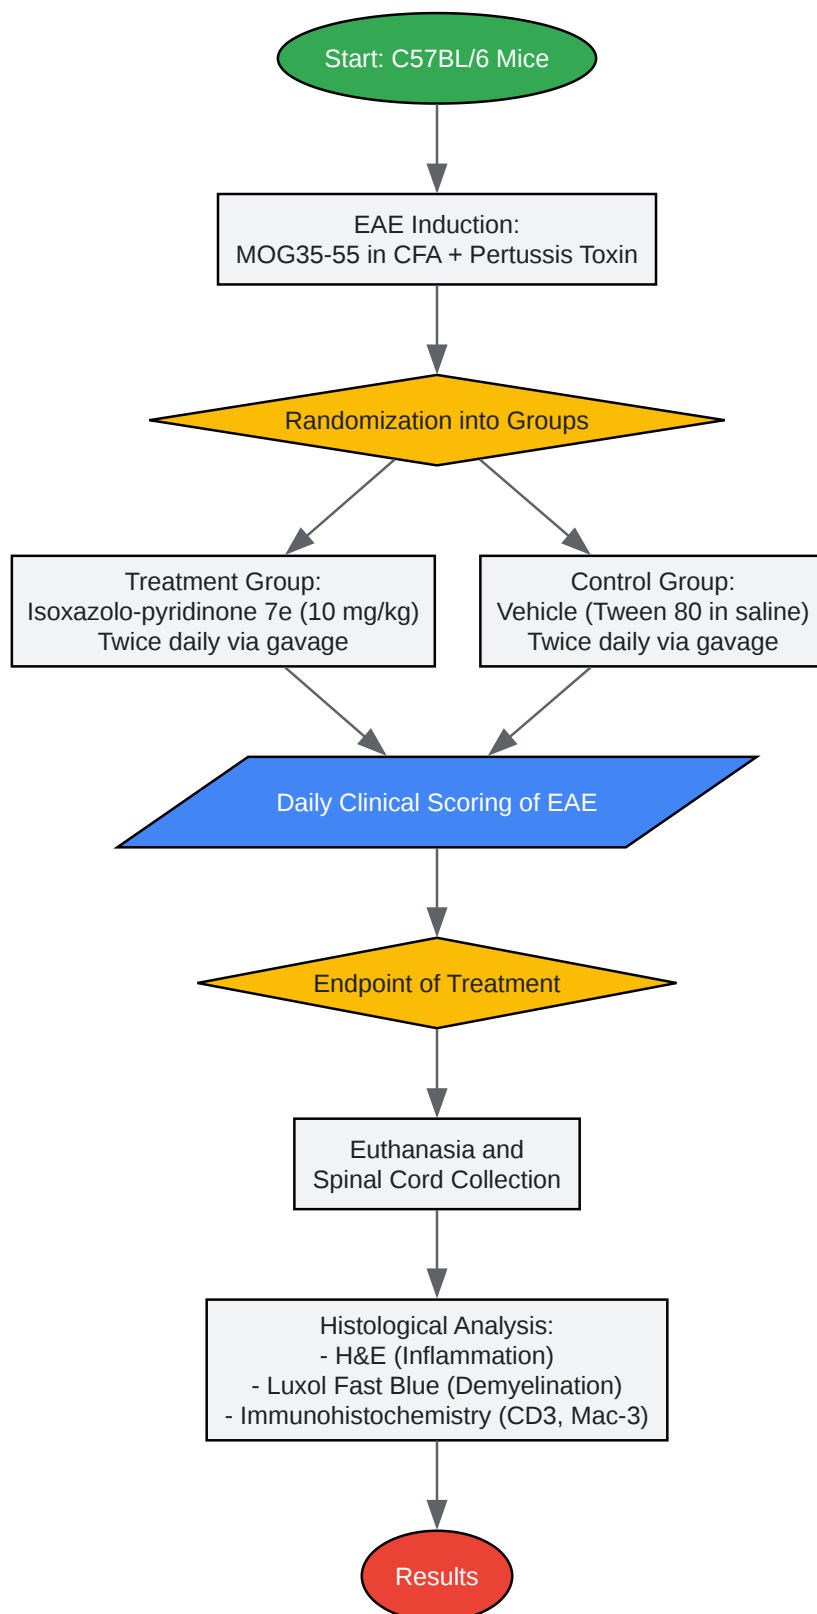 Start: C57BL/6 Mice
EAE Induction:
MOG35-55 in CFA + Pertussis Toxin
Randomization into Groups
Treatment Group:
Isoxazolo-pyridinone 7e (10 mg/kg)
Twice daily via gavage
Control Group:
Vehicle (Tween 80 in saline)
Twice daily via gavage
Daily Clinical Scoring of EAE
Endpoint of Treatment
Euthanasia and
Spinal Cord Collection
Histological Analysis:
- H&E (Inflammation)
- Luxol Fast Blue (Demyelination)
- Immunohistochemistry (CD3, Mac-3)
Results